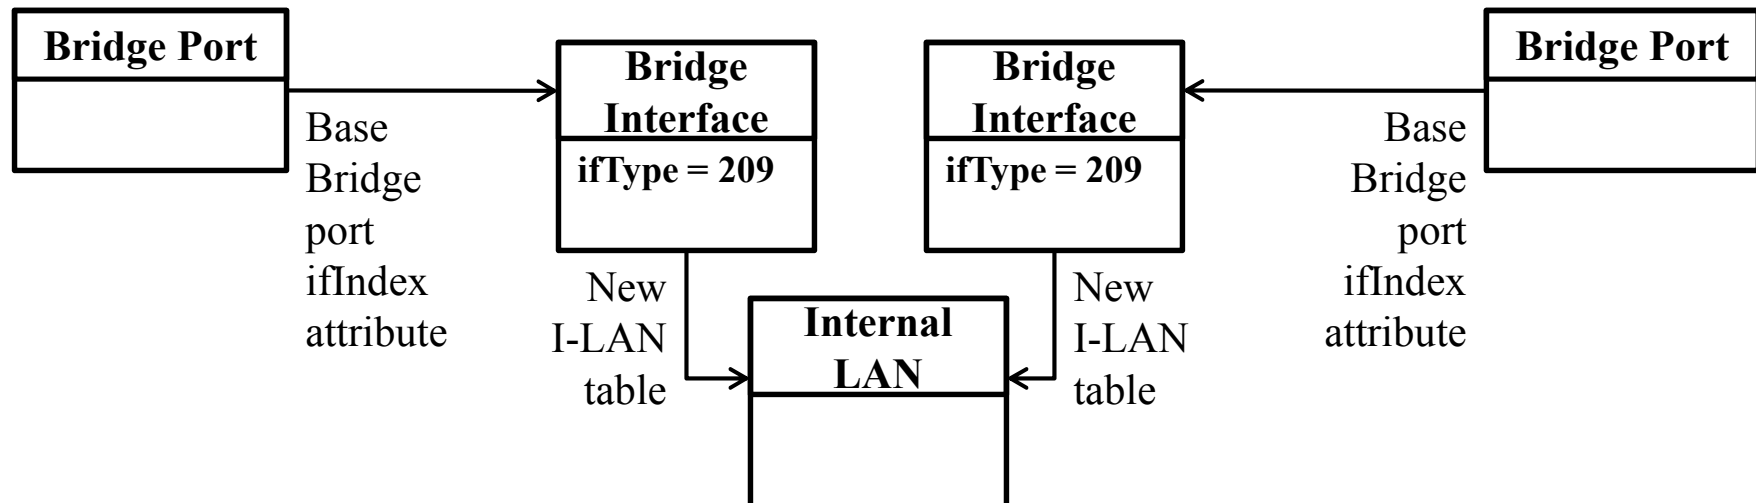 Bridge Port
Base
Bridge
port
ifIndex
attribute
Bridge
Interface
ifType = 209
New
I-LAN
table
Internal
LAN
Bridge
Interface
ifType = 209
New
I-LAN
table
Bridge Port
Base
Bridge
port
ifIndex
attribute